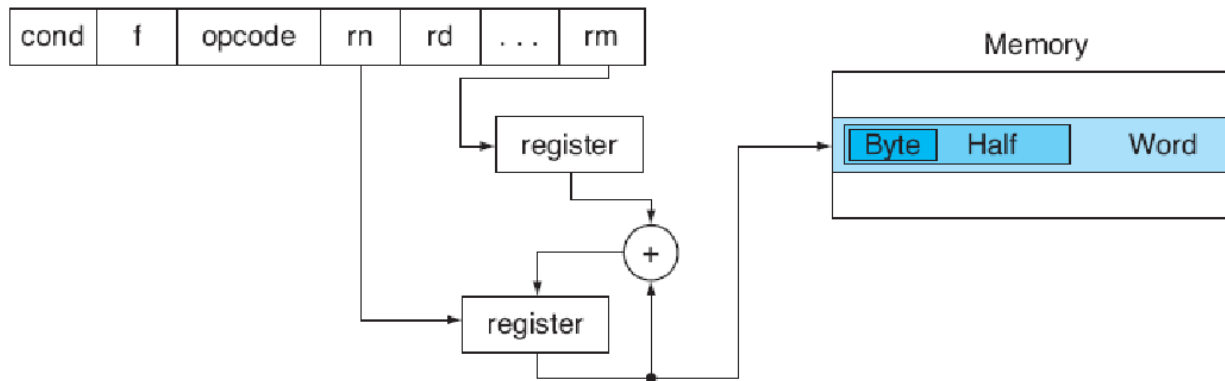 cond f opcode rn rd . . . rm
Memory
register
Byte Half Word
+
register